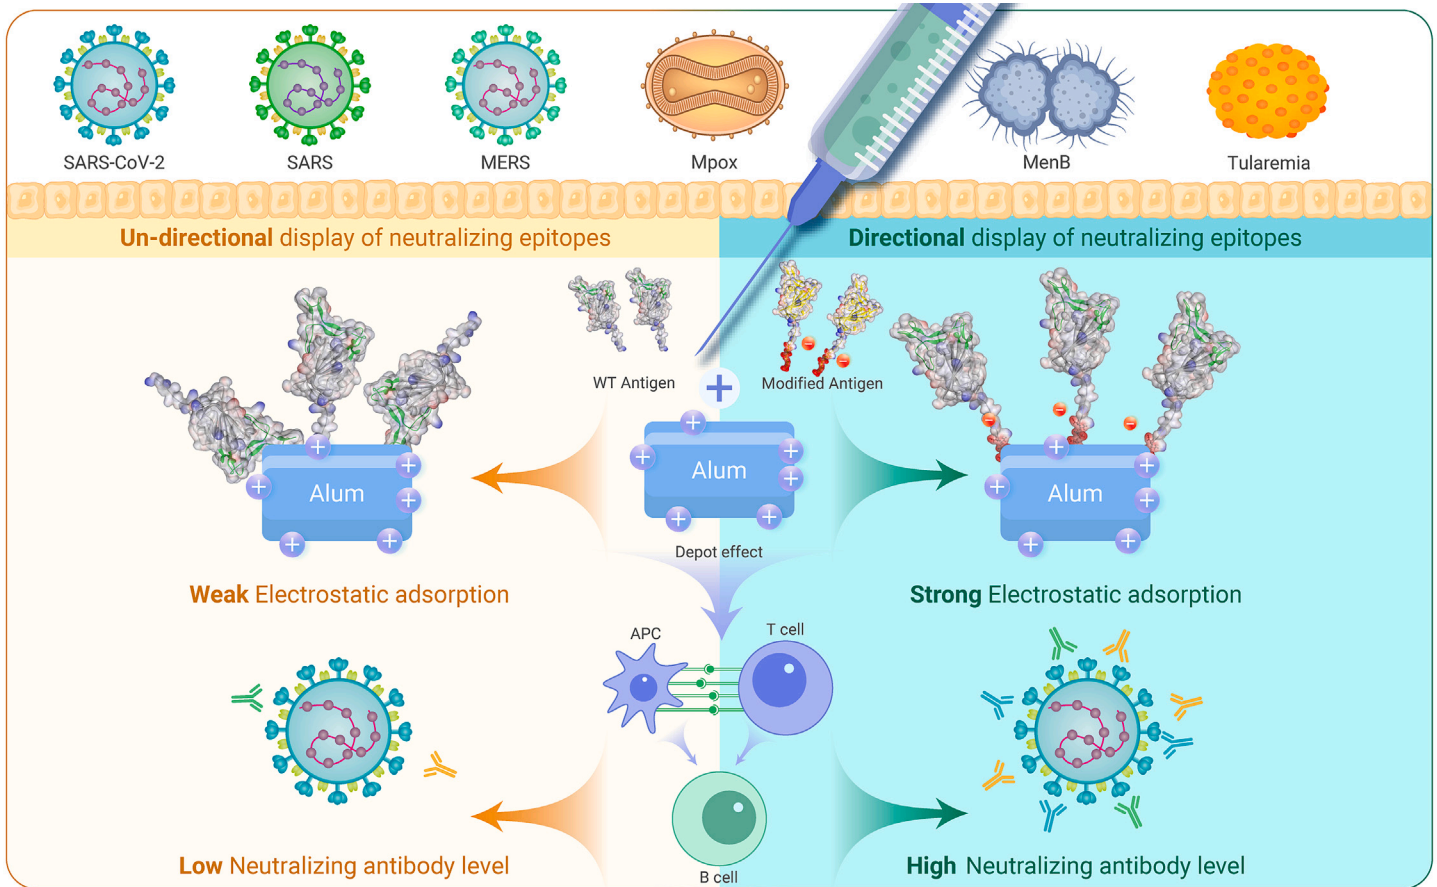 SARS-CoV-2
SARS
MERS
Mpox
MenB
Tularemia
Un-directional display of neutralizing epitopes
Directional display of neutralizing epitopes
WT Antigen
+
Modified Antigen
Alum
Alum
Alum
Depot effect
Weak Electrostatic adsorption
Strong Electrostatic adsorption
APC
T cell
B cell
Low Neutralizing antibody level
High Neutralizing antibody level